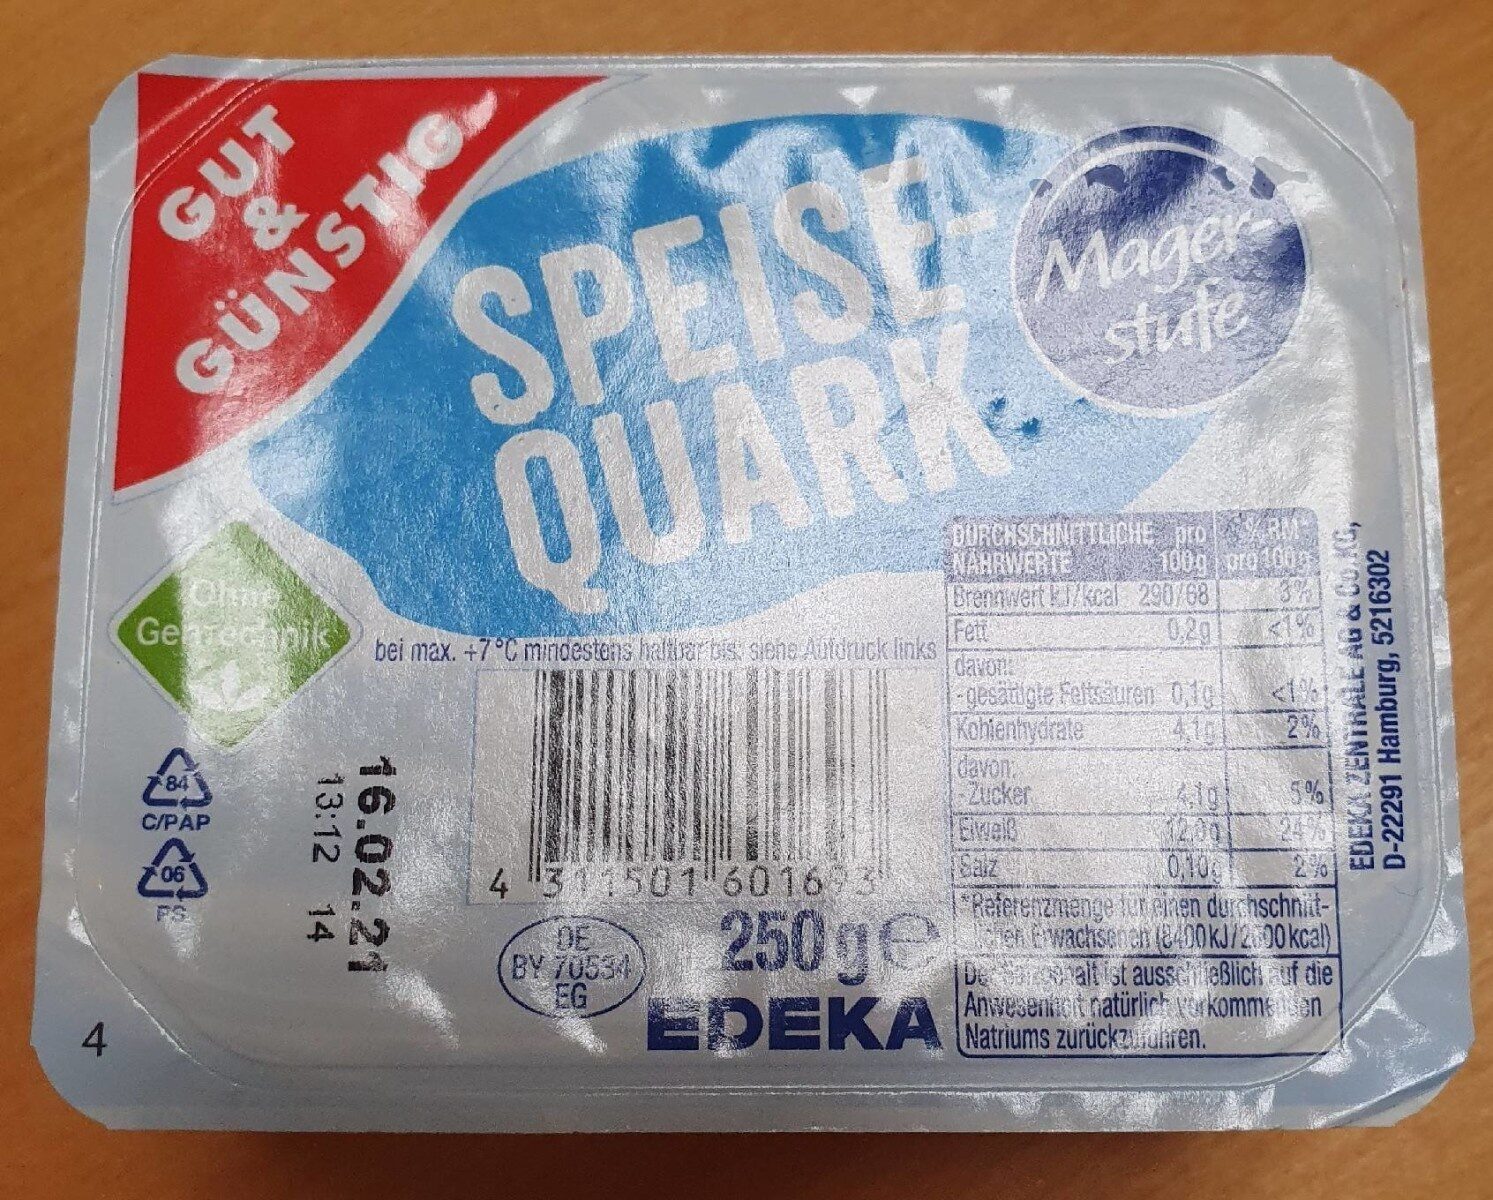 GUT
&
GÜNSTIG
SPEISE-
QUARK
Mager-
stufe
Ohne
Gentechnik
bei max. +7°C mindestens haltbar bis: siehe Aufdruck links
84
C/PAP
06
PS
16.02.21
13:12 14
4
4 311501 601693
DE
BY 70534
EG
250g℮
EDEKA
DURCHSCHNITTLICHE pro % RM*
NÄHRWERTE 100g pro 100g
Brennwert kJ/kcal 290/68 3%
Fett 0,2g <1%
davon:
- gesättigte Fettsäuren 0,1g <1%
Kohlenhydrate 4,1g 2%
davon:
- Zucker 4,1g 5%
Eiweiß 12,0g 24%
Salz 0,10g 2%
*Referenzmenge für einen durchschnitt-
lichen Erwachsenen (8400 kJ/2000 kcal)
Der Salzgehalt ist ausschließlich auf die
Anwesenheit natürlich vorkommenden
Natriums zurückzuführen.
EDEKA ZENTRALE AG & Co. KG,
D-22291 Hamburg, 5216302